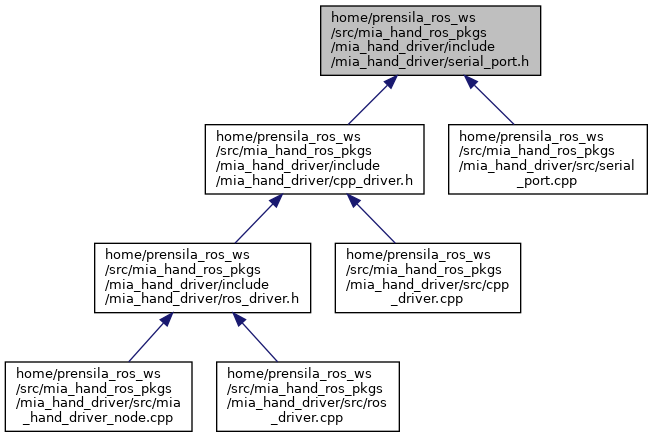 home/prensila_ros_ws
/src/mia_hand_ros_pkgs
/mia_hand_driver/include
/mia_hand_driver/serial_port.h
home/prensila_ros_ws
/src/mia_hand_ros_pkgs
/mia_hand_driver/include
/mia_hand_driver/cpp_driver.h
home/prensila_ros_ws
/src/mia_hand_ros_pkgs
/mia_hand_driver/src/serial
_port.cpp
home/prensila_ros_ws
/src/mia_hand_ros_pkgs
/mia_hand_driver/include
/mia_hand_driver/ros_driver.h
home/prensila_ros_ws
/src/mia_hand_ros_pkgs
/mia_hand_driver/src/cpp
_driver.cpp
home/prensila_ros_ws
/src/mia_hand_ros_pkgs
/mia_hand_driver/src/mia
_hand_driver_node.cpp
home/prensila_ros_ws
/src/mia_hand_ros_pkgs
/mia_hand_driver/src/ros
_driver.cpp